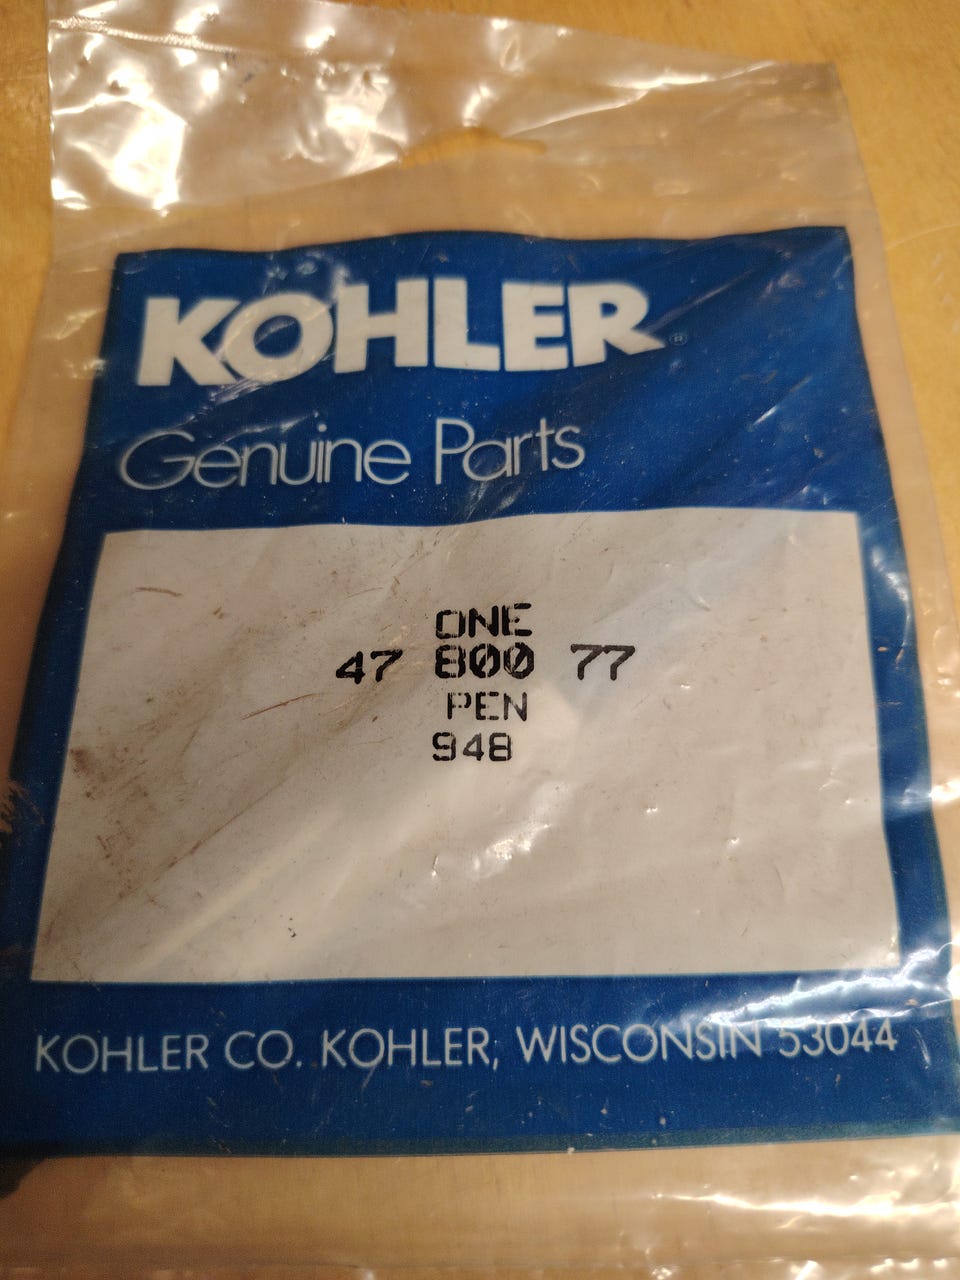 KOHLER®
Genuine Parts
ONE
47 800 77
PEN
948
KOHLER CO. KOHLER, WISCONSIN 53044